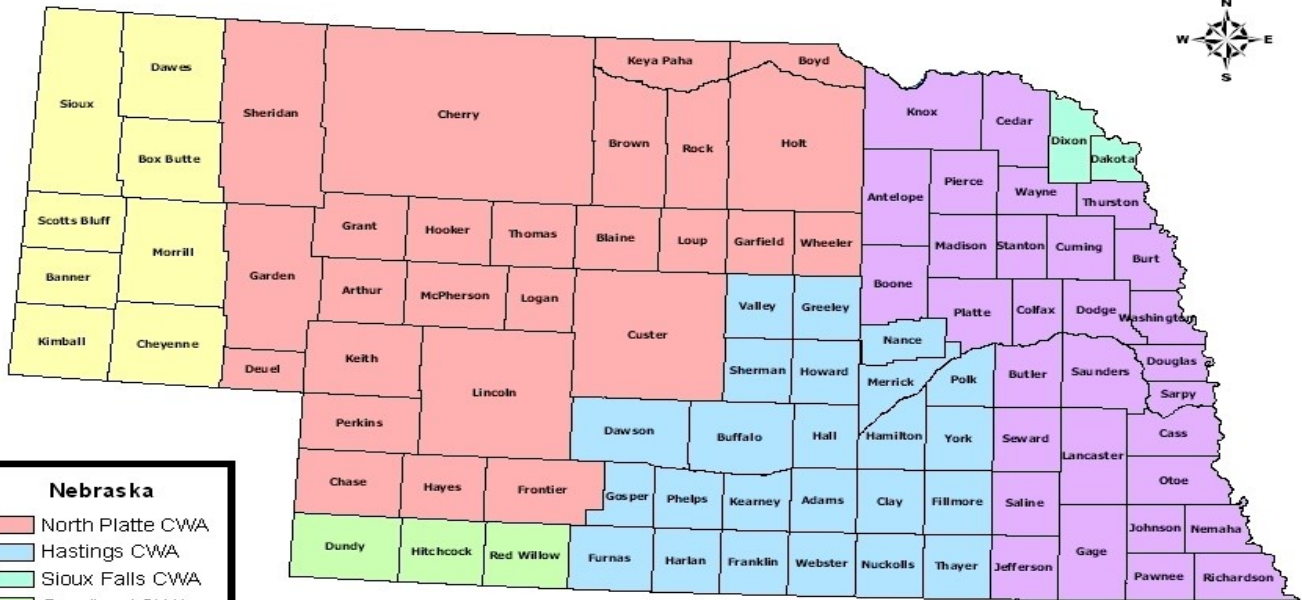 N
W E
S
Sioux
Dawes
Box Butte
Sheridan
Cherry
Keya Paha
Boyd
Brown
Rock
Holt
Knox
Cedar
Dixon
Dakota
Antelope
Pierce
Wayne
Thurston
Scotts Bluff
Banner
Morrill
Kimball
Cheyenne
Garden
Deuel
Grant
Hooker
Thomas
Blaine
Loup
Garfield
Wheeler
Madison
Stanton
Cuming
Burt
Arthur
McPherson
Logan
Custer
Valley
Greeley
Boone
Platte
Colfax
Dodge
Washington
Keith
Lincoln
Sherman
Howard
Nance
Merrick
Polk
Butler
Saunders
Douglas
Sarpy
Perkins
Dawson
Buffalo
Hall
Hamilton
York
Seward
Lancaster
Cass
Otoe
Chase
Hayes
Frontier
Gosper
Phelps
Kearney
Adams
Clay
Fillmore
Saline
Johnson
Nemaha
Dundy
Hitchcock
Red Willow
Furnas
Harlan
Franklin
Webster
Nuckolls
Thayer
Jefferson
Gage
Pawnee
Richardson
Nebraska
North Platte CWA
Hastings CWA
Sioux Falls CWA